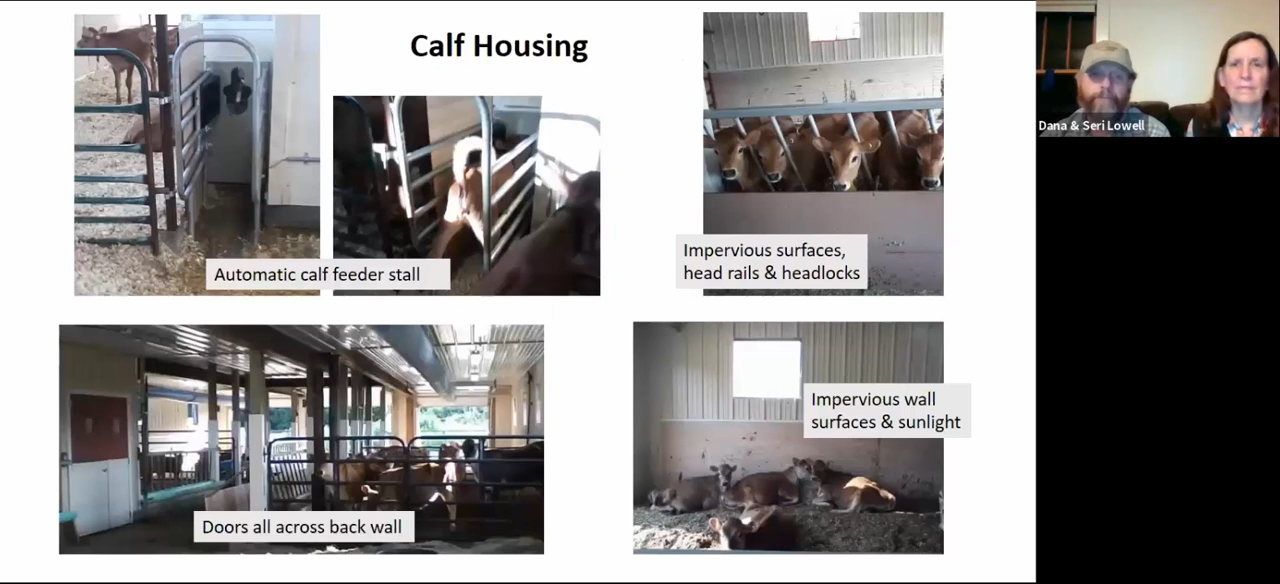 Calf Housing
Automatic calf feeder stall
Impervious surfaces,
head rails & headlocks
Dana & Seri Lowell
Doors all across back wall
Impervious wall
surfaces & sunlight